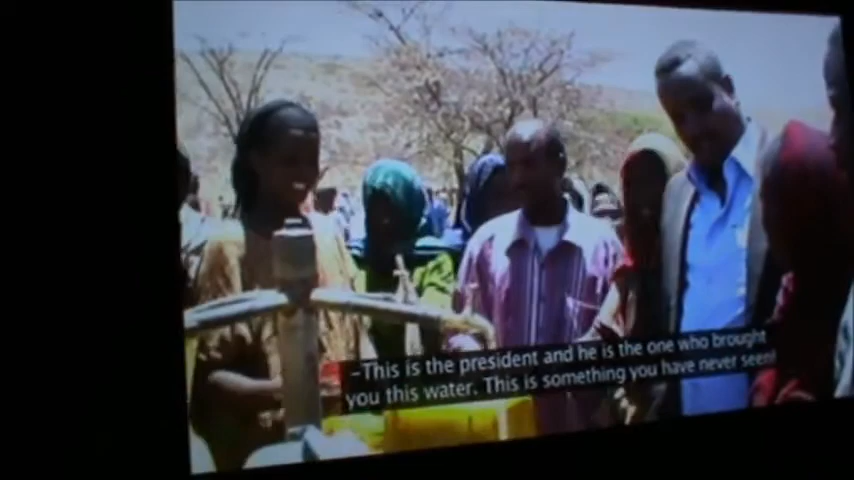 -This is the president and he is the one who brought
you this water. This is something you have never seen!